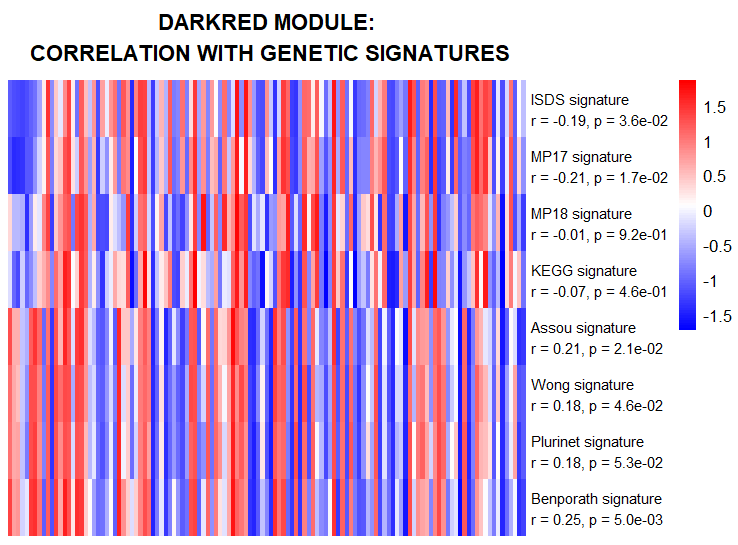 DARKRED MODULE:
CORRELATION WITH GENETIC SIGNATURES
ISDS signature
r = -0.19, p = 3.6e-02
MP17 signature
r = -0.21, p = 1.7e-02
MP18 signature
r = -0.01, p = 9.2e-01
KEGG signature
r = -0.07, p = 4.6e-01
Assou signature
r = 0.21, p = 2.1e-02
Wong signature
r = 0.18, p = 4.6e-02
Plurinet signature
r = 0.18, p = 5.3e-02
Benporath signature
r = 0.25, p = 5.0e-03
1.5
1
0.5
0
-0.5
-1
-1.5